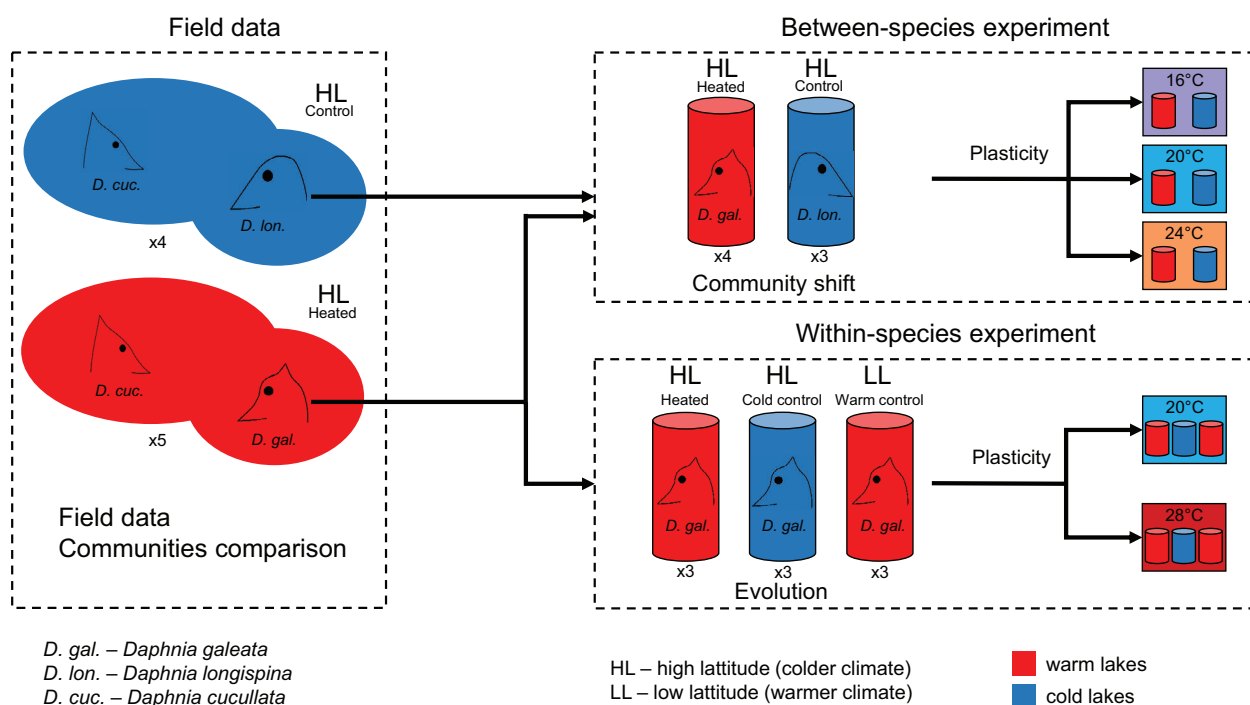 Field data
HL
Control
D. cuc.
D. lon.
x4
HL
Heated
D. cuc.
D. gal.
x5
Field data
Communities comparison
Between-species experiment
HL
Heated
HL
Control
D. gal.
D. lon.
x4
x3
Community shift
Plasticity
16°C
20°C
24°C
Within-species experiment
HL
Heated
HL
Cold control
LL
Warm control
D. gal.
D. gal.
D. gal.
x3
x3
x3
Evolution
Plasticity
20°C
28°C
D. gal. – Daphnia galeata
D. lon. – Daphnia longispina
D. cuc. – Daphnia cucullata
HL – high lattitude (colder climate)
LL – low lattitude (warmer climate)
warm lakes
cold lakes